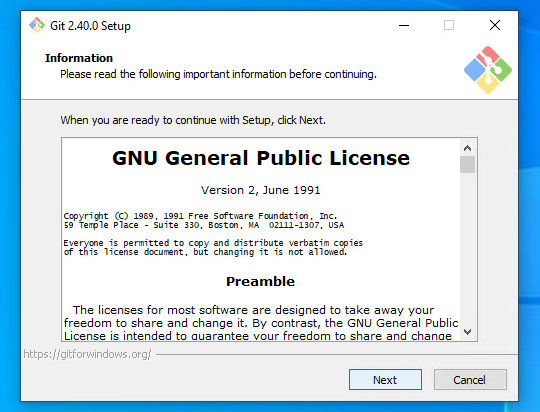 Git 2.40.0 Setup
Information
Please read the following important information before continuing.
When you are ready to continue with Setup, click Next.
GNU General Public License
Version 2, June 1991
Copyright (C) 1989, 1991 Free Software Foundation, Inc.
59 Temple Place - Suite 330, Boston, MA  02111-1307, USA
Everyone is permitted to copy and distribute verbatim copies
of this license document, but changing it is not allowed.
Preamble
The licenses for most software are designed to take away your
freedom to share and change it. By contrast, the GNU General Public
License is intended to guarantee your freedom to share and change
https://gitforwindows.org/
Next
Cancel